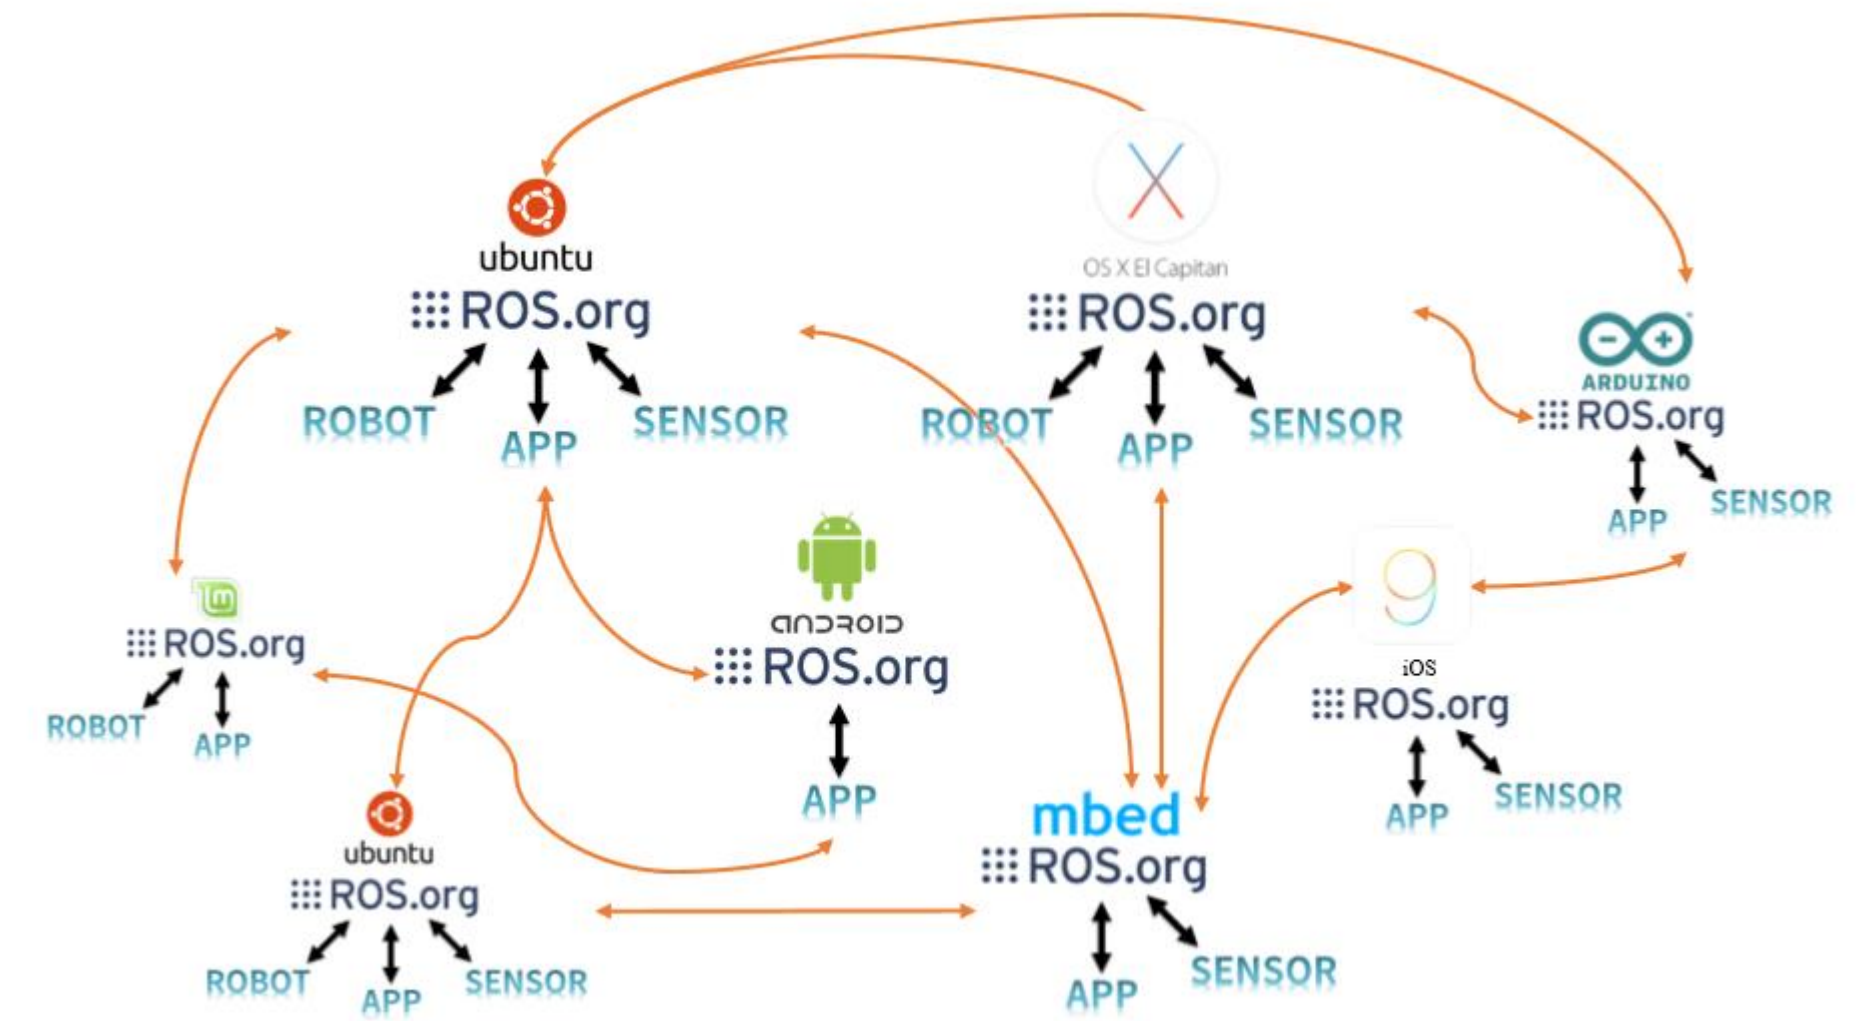 ubuntu
ROS.org
ROBOT
APP
SENSOR
OS X El Capitan
ROS.org
ROBOT
APP
SENSOR
ARDUINO
ROS.org
APP
SENSOR
ROS.org
ROBOT
APP
ANDROID
ROS.org
APP
9
iOS
ROS.org
APP
SENSOR
ubuntu
ROS.org
ROBOT
APP
SENSOR
mbed
ROS.org
APP
SENSOR